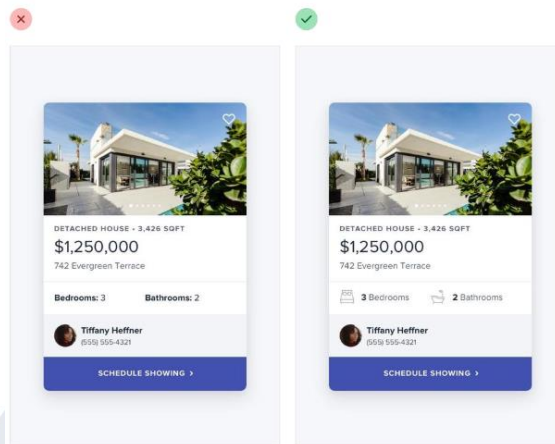 DETACHED HOUSE • 3,426 SQFT
$1,250,000
742 Evergreen Terrace
Bedrooms: 3 Bathrooms: 2
Tiffany Heffner
(555) 555-4321
SCHEDULE SHOWING >
DETACHED HOUSE • 3,426 SQFT
$1,250,000
742 Evergreen Terrace
3 Bedrooms 2 Bathrooms
Tiffany Heffner
(555) 555-4321
SCHEDULE SHOWING >